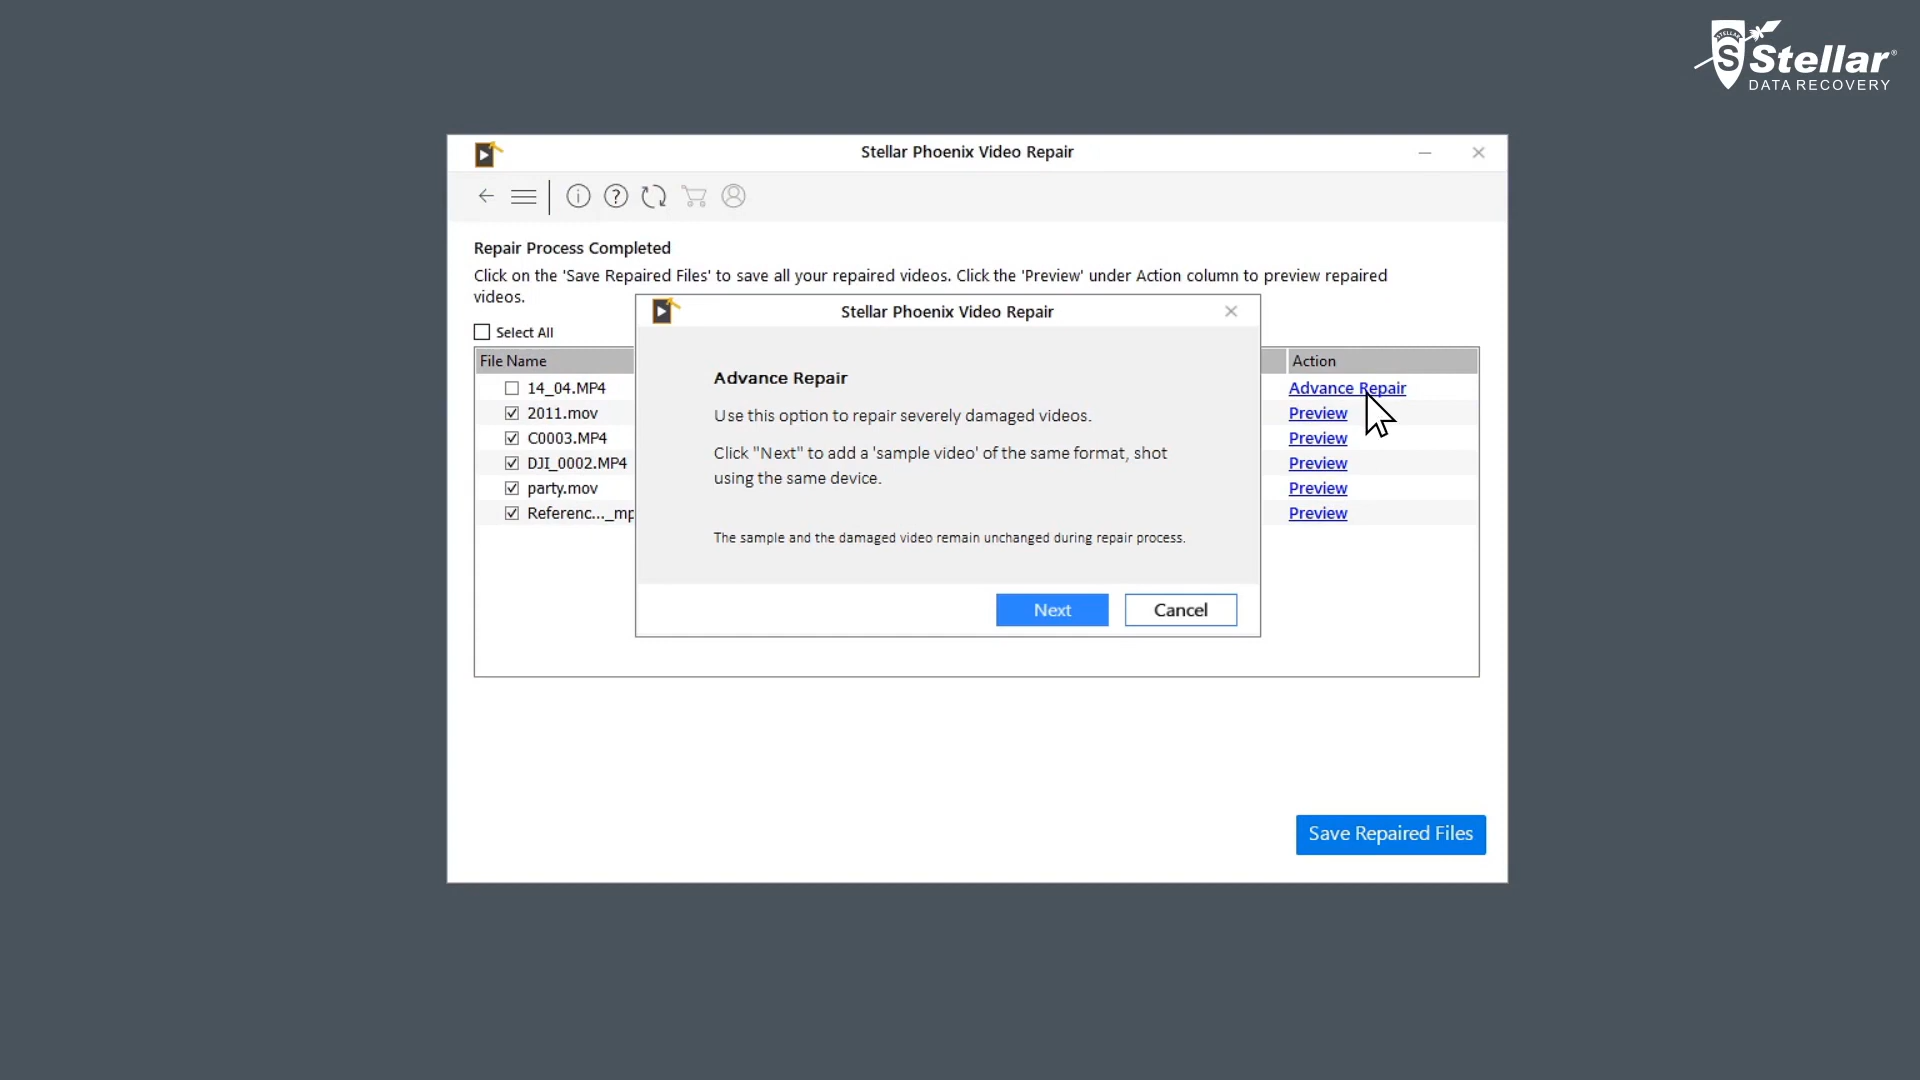 Stellar®
DATA RECOVERY
Stellar Phoenix Video Repair
Repair Process Completed
Click on the 'Save Repaired Files' to save all your repaired videos. Click the 'Preview' under Action column to preview repaired
videos.
Select All
File Name
Action
14_04.MP4
Advance Repair
2011.mov
Preview
C0003.MP4
Preview
DJI_0002.MP4
Preview
party.mov
Preview
Referenc..._mp
Preview
Stellar Phoenix Video Repair
Advance Repair
Use this option to repair severely damaged videos.
Click "Next" to add a 'sample video' of the same format, shot
using the same device.
The sample and the damaged video remain unchanged during repair process.
Next
Cancel
Save Repaired Files